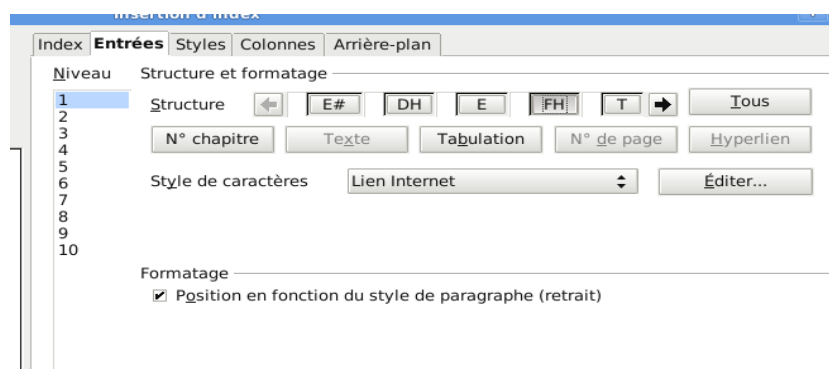 Insertion d'index
Index Entrées Styles Colonnes Arrière-plan
Niveau Structure et formatage
1
2
3
4
5
6
7
8
9
10
Structure E# DH E FH T Tous
N° chapitre Texte Tabulation N° de page Hyperlien
Style de caractères Lien Internet Éditer...
Formatage
Position en fonction du style de paragraphe (retrait)